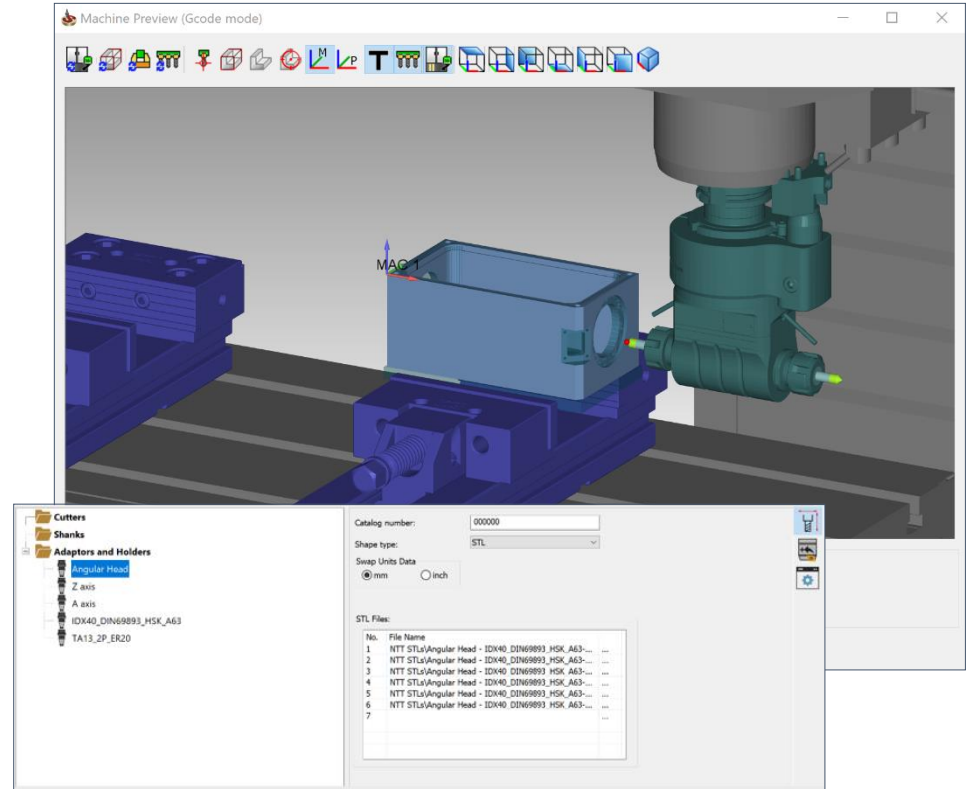 Machine Preview (Gcode mode)
M
P
T
MAG 1
Cutters
Shanks
Adaptors and Holders
Angular Head
Z axis
A axis
IDX40_DIN69893_HSK_A63
TA13_2P_ER20
Catalog number: 000000
Shape type: STL
Swap Units Data
mm inch
STL Files:
No. File Name
1 NTT STLs\Angular Head - IDX40_DIN69893_HSK_A63-... ...
2 NTT STLs\Angular Head - IDX40_DIN69893_HSK_A63-... ...
3 NTT STLs\Angular Head - IDX40_DIN69893_HSK_A63-... ...
4 NTT STLs\Angular Head - IDX40_DIN69893_HSK_A63-... ...
5 NTT STLs\Angular Head - IDX40_DIN69893_HSK_A63-... ...
6 NTT STLs\Angular Head - IDX40_DIN69893_HSK_A63-... ...
7 ...